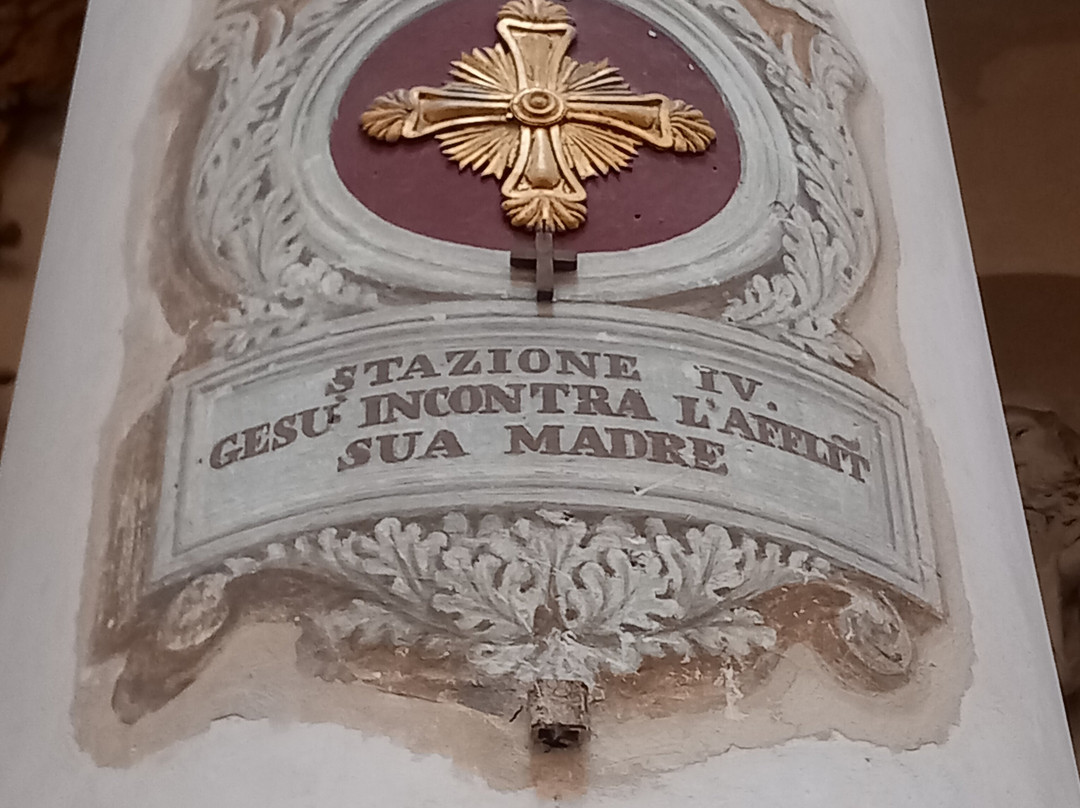 STAZIONE IV.
GESU' INCONTRA L'AFFLIT͠
SUA MADRE